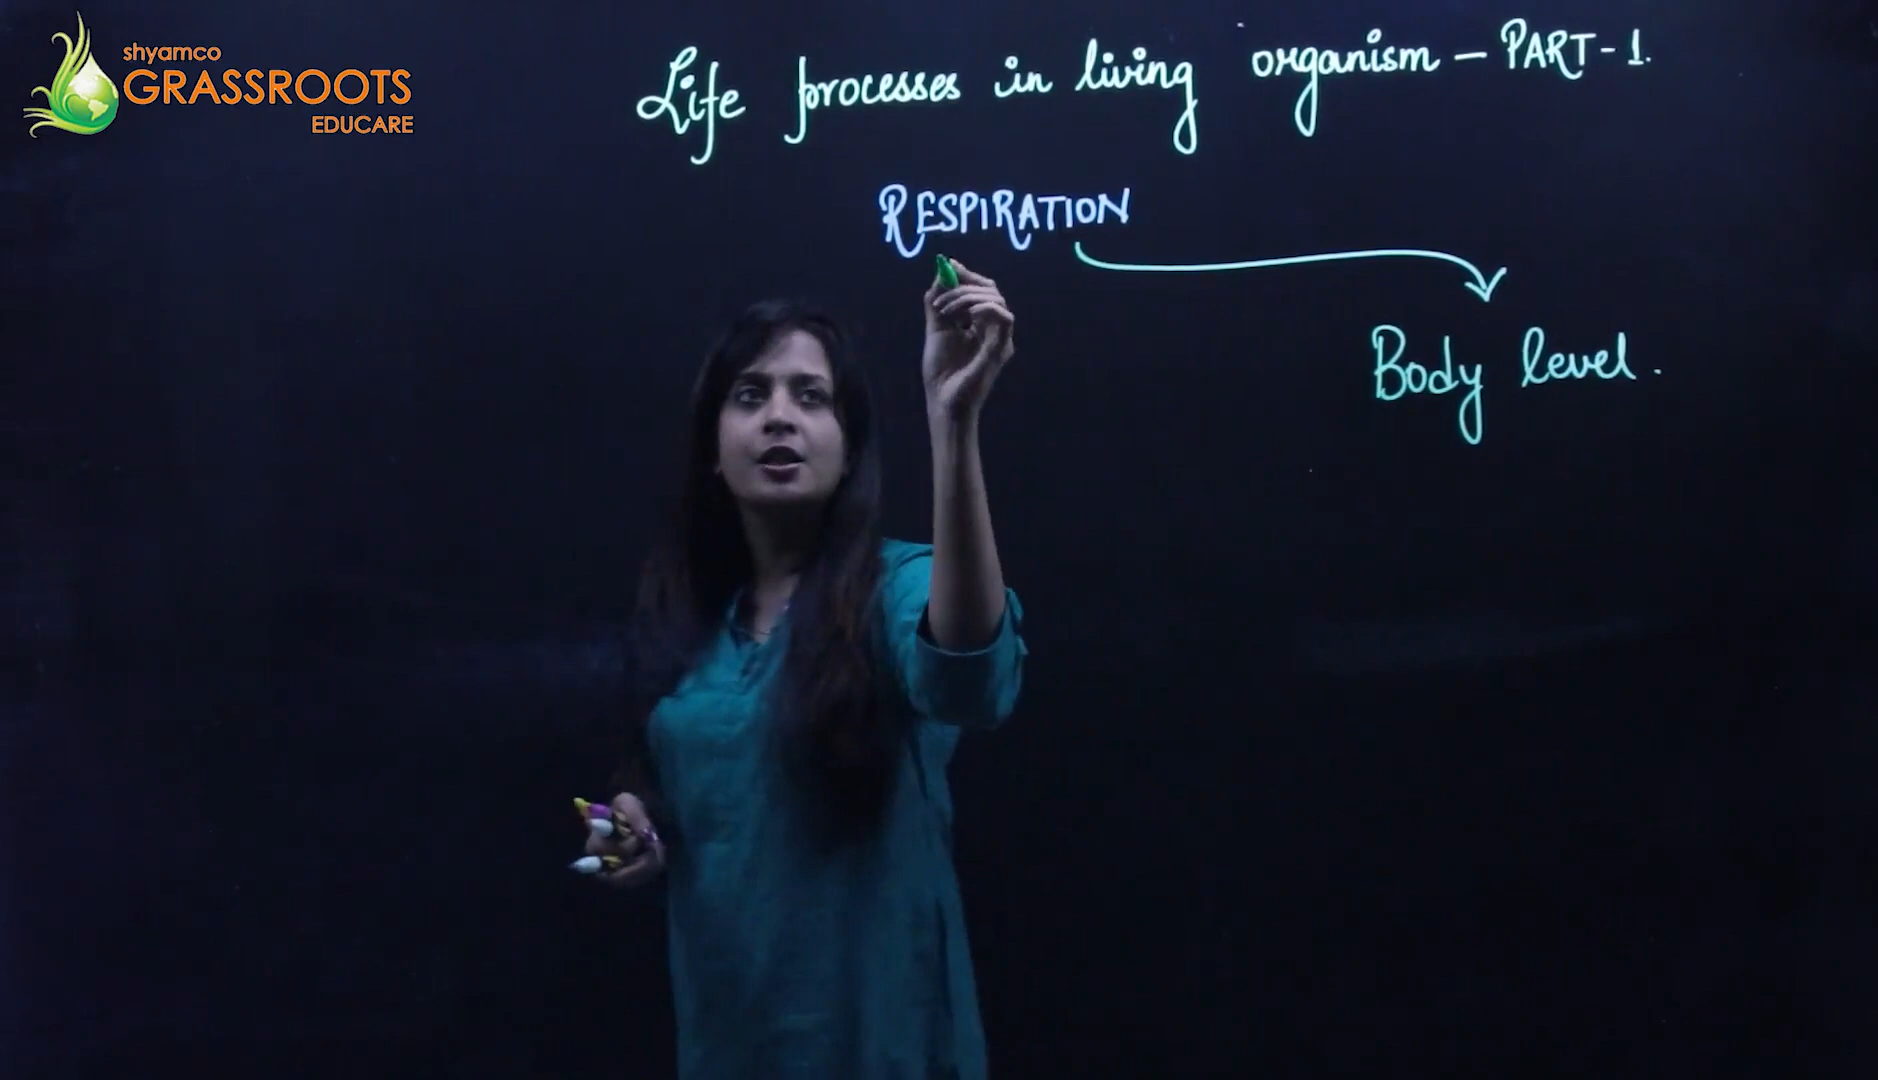 shyamco
GRASSROOTS
EDUCARE
Life processes in living organism - PART-1.
RESPIRATION
Body level.